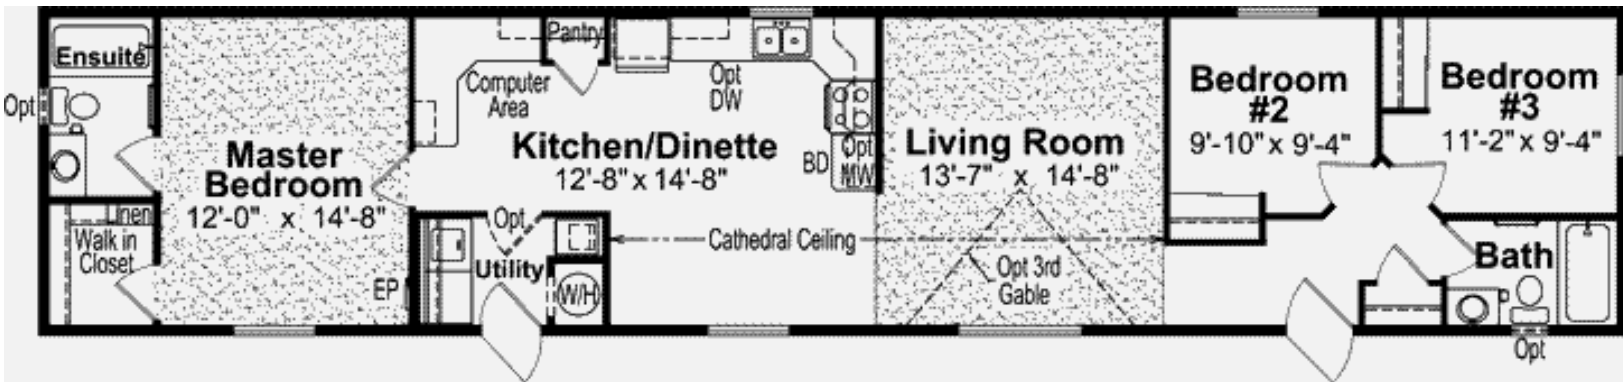 Ensuite
Opt
Linen
Walk in
Closet
Master
Bedroom
12'-0" x 14'-8"
EP
Computer
Area
Pantry
Opt
DW
Kitchen/Dinette
12'-8" x 14'-8"
BD
Opt
MW
Opt
Utility
W/H
Cathedral Ceiling
Living Room
13'-7" x 14'-8"
Opt 3rd
Gable
Bedroom
#2
9'-10" x 9'-4"
Bedroom
#3
11'-2" x 9'-4"
Bath
Opt